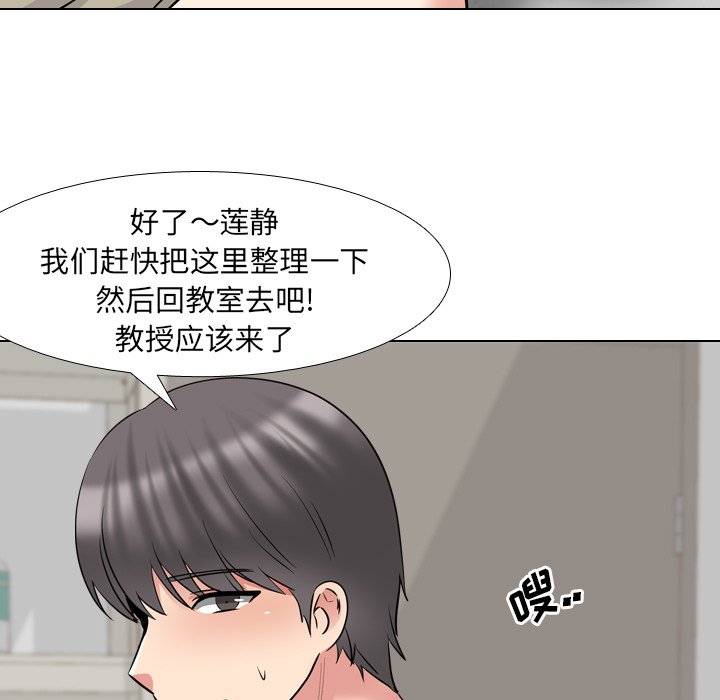 好了～莲静
我们赶快把这里整理一下
然后回教室去吧!
教授应该来了
嗖..